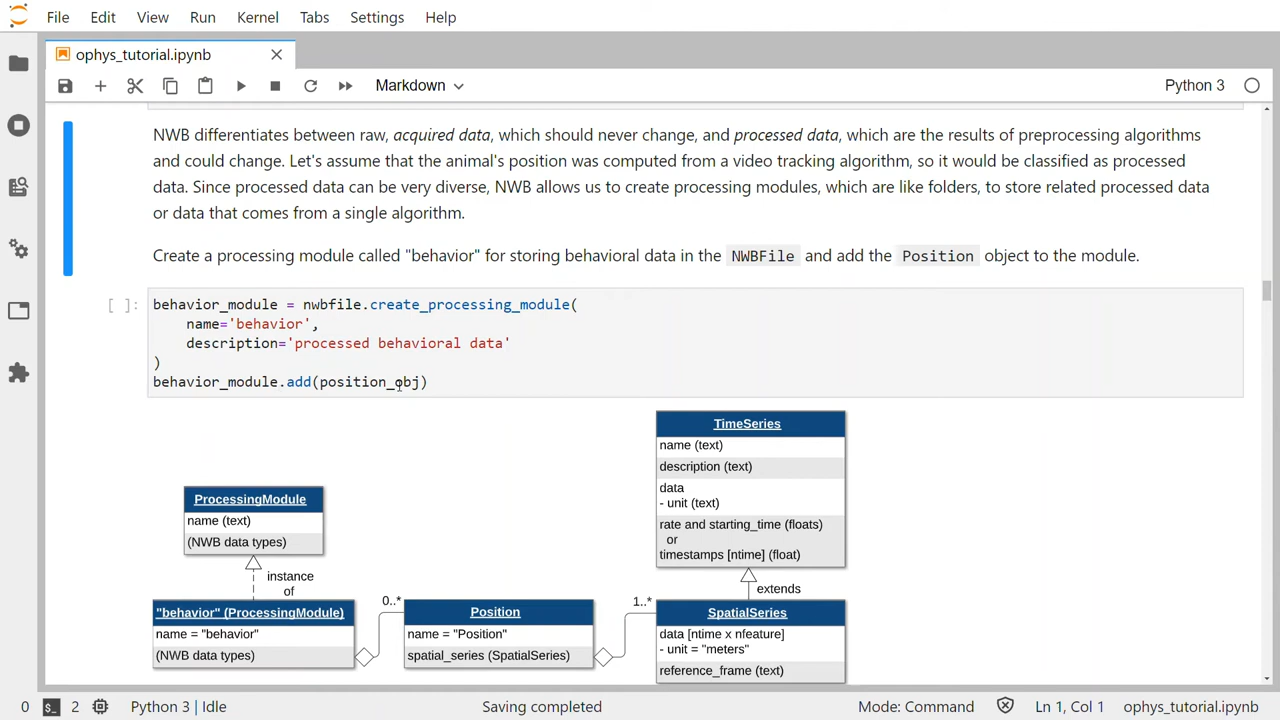 File Edit View Run Kernel Tabs Settings Help
ophys_tutorial.ipynb
Markdown
Python 3
NWB differentiates between raw, acquired data, which should never change, and processed data, which are the results of preprocessing algorithms
and could change. Let's assume that the animal's position was computed from a video tracking algorithm, so it would be classified as processed
data. Since processed data can be very diverse, NWB allows us to create processing modules, which are like folders, to store related processed data
or data that comes from a single algorithm.
Create a processing module called "behavior" for storing behavioral data in the NWBFile and add the Position object to the module.
[ ]:
behavior_module = nwbfile.create_processing_module(
name='behavior',
description='processed behavioral data'
)
behavior_module.add(position_obj)
TimeSeries
name (text)
description (text)
data
- unit (text)
rate and starting_time (floats)
or
timestamps [ntime] (float)
extends
ProcessingModule
name (text)
(NWB data types)
instance
of
"behavior" (ProcessingModule)
name = "behavior"
(NWB data types)
0..*
Position
name = "Position"
spatial_series (SpatialSeries)
1..*
SpatialSeries
data [ntime x nfeature]
- unit = "meters"
reference_frame (text)
0 $_ 2 Python 3 | Idle Saving completed Mode: Command Ln 1, Col 1 ophys_tutorial.ipynb